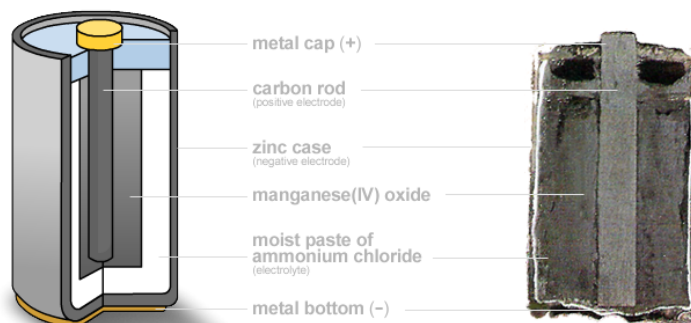 metal cap (+)
carbon rod
(positive electrode)
zinc case
(negative electrode)
manganese(IV) oxide
moist paste of
ammonium chloride
(electrolyte)
metal bottom (−)